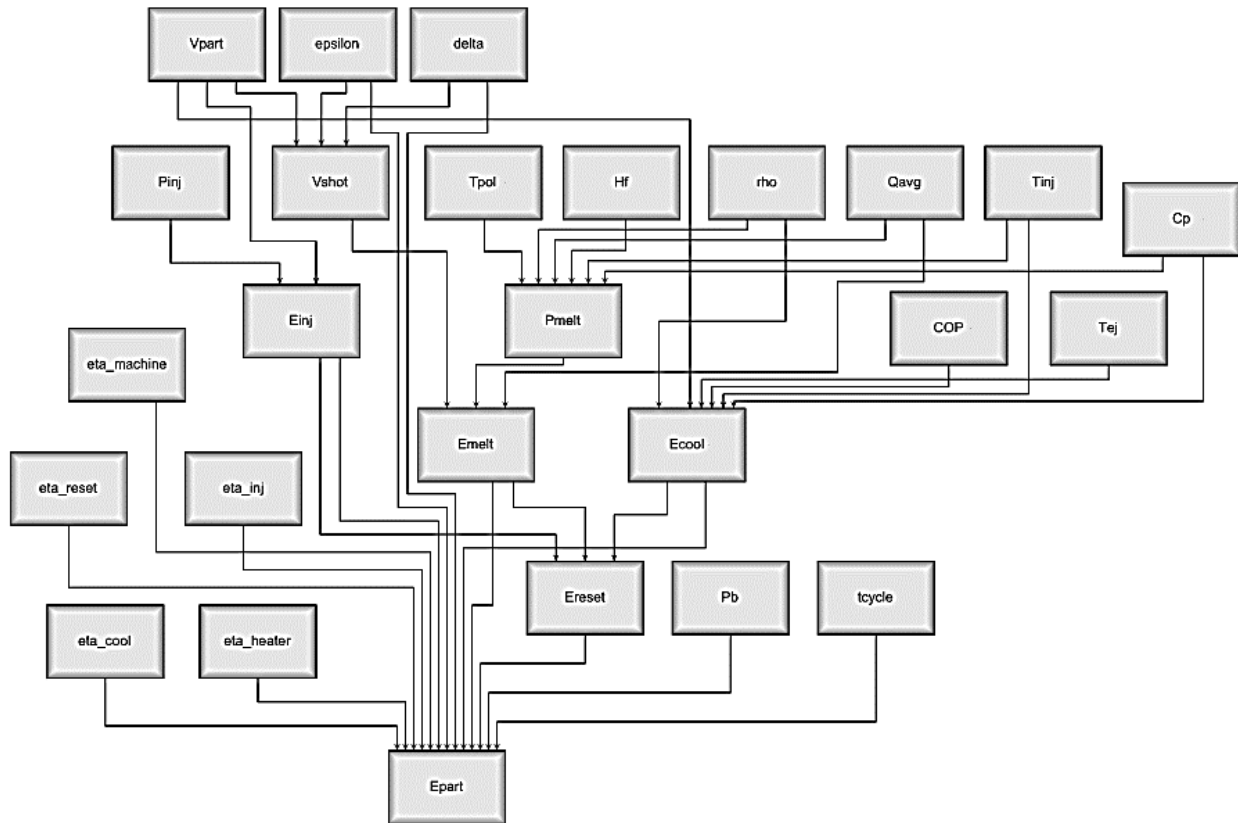 Vpart
epsilon
delta
Pinj
Vshot
Tpol
Hf
rho
Qavg
Tinj
Cp
Einj
Pmelt
COP
Tej
eta_machine
Emelt
Ecool
eta_reset
eta_inj
Ereset
Pb
tcycle
eta_cool
eta_heater
Epart